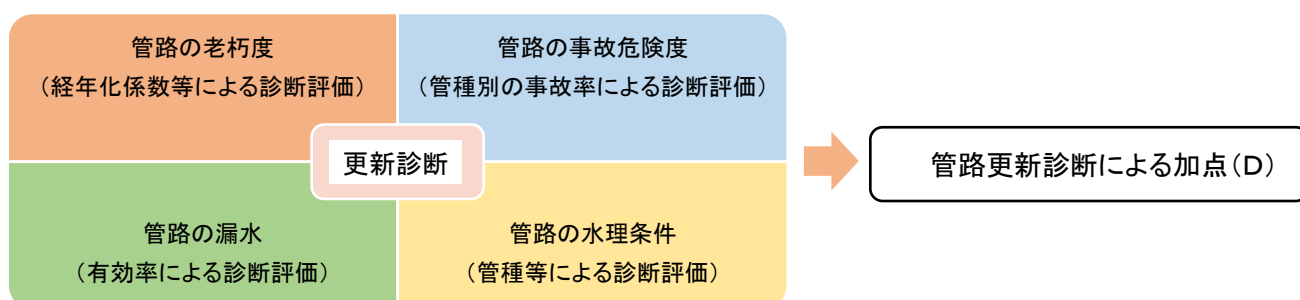 管路の老朽度
（経年化係数等による診断評価）
管路の事故危険度
（管種別の事故率による診断評価）
更新診断
管路の漏水
（有効率による診断評価）
管路の水理条件
（管種等による診断評価）
管路更新診断による加点（D）